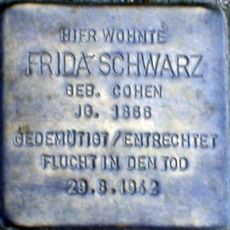 HIER WOHNTE
FRIDA SCHWARZ
GEB. COHEN
JG. 1886
GEDEMÜTIGT/ENTRECHTET
FLUCHT IN DEN TOD
29.8.1942